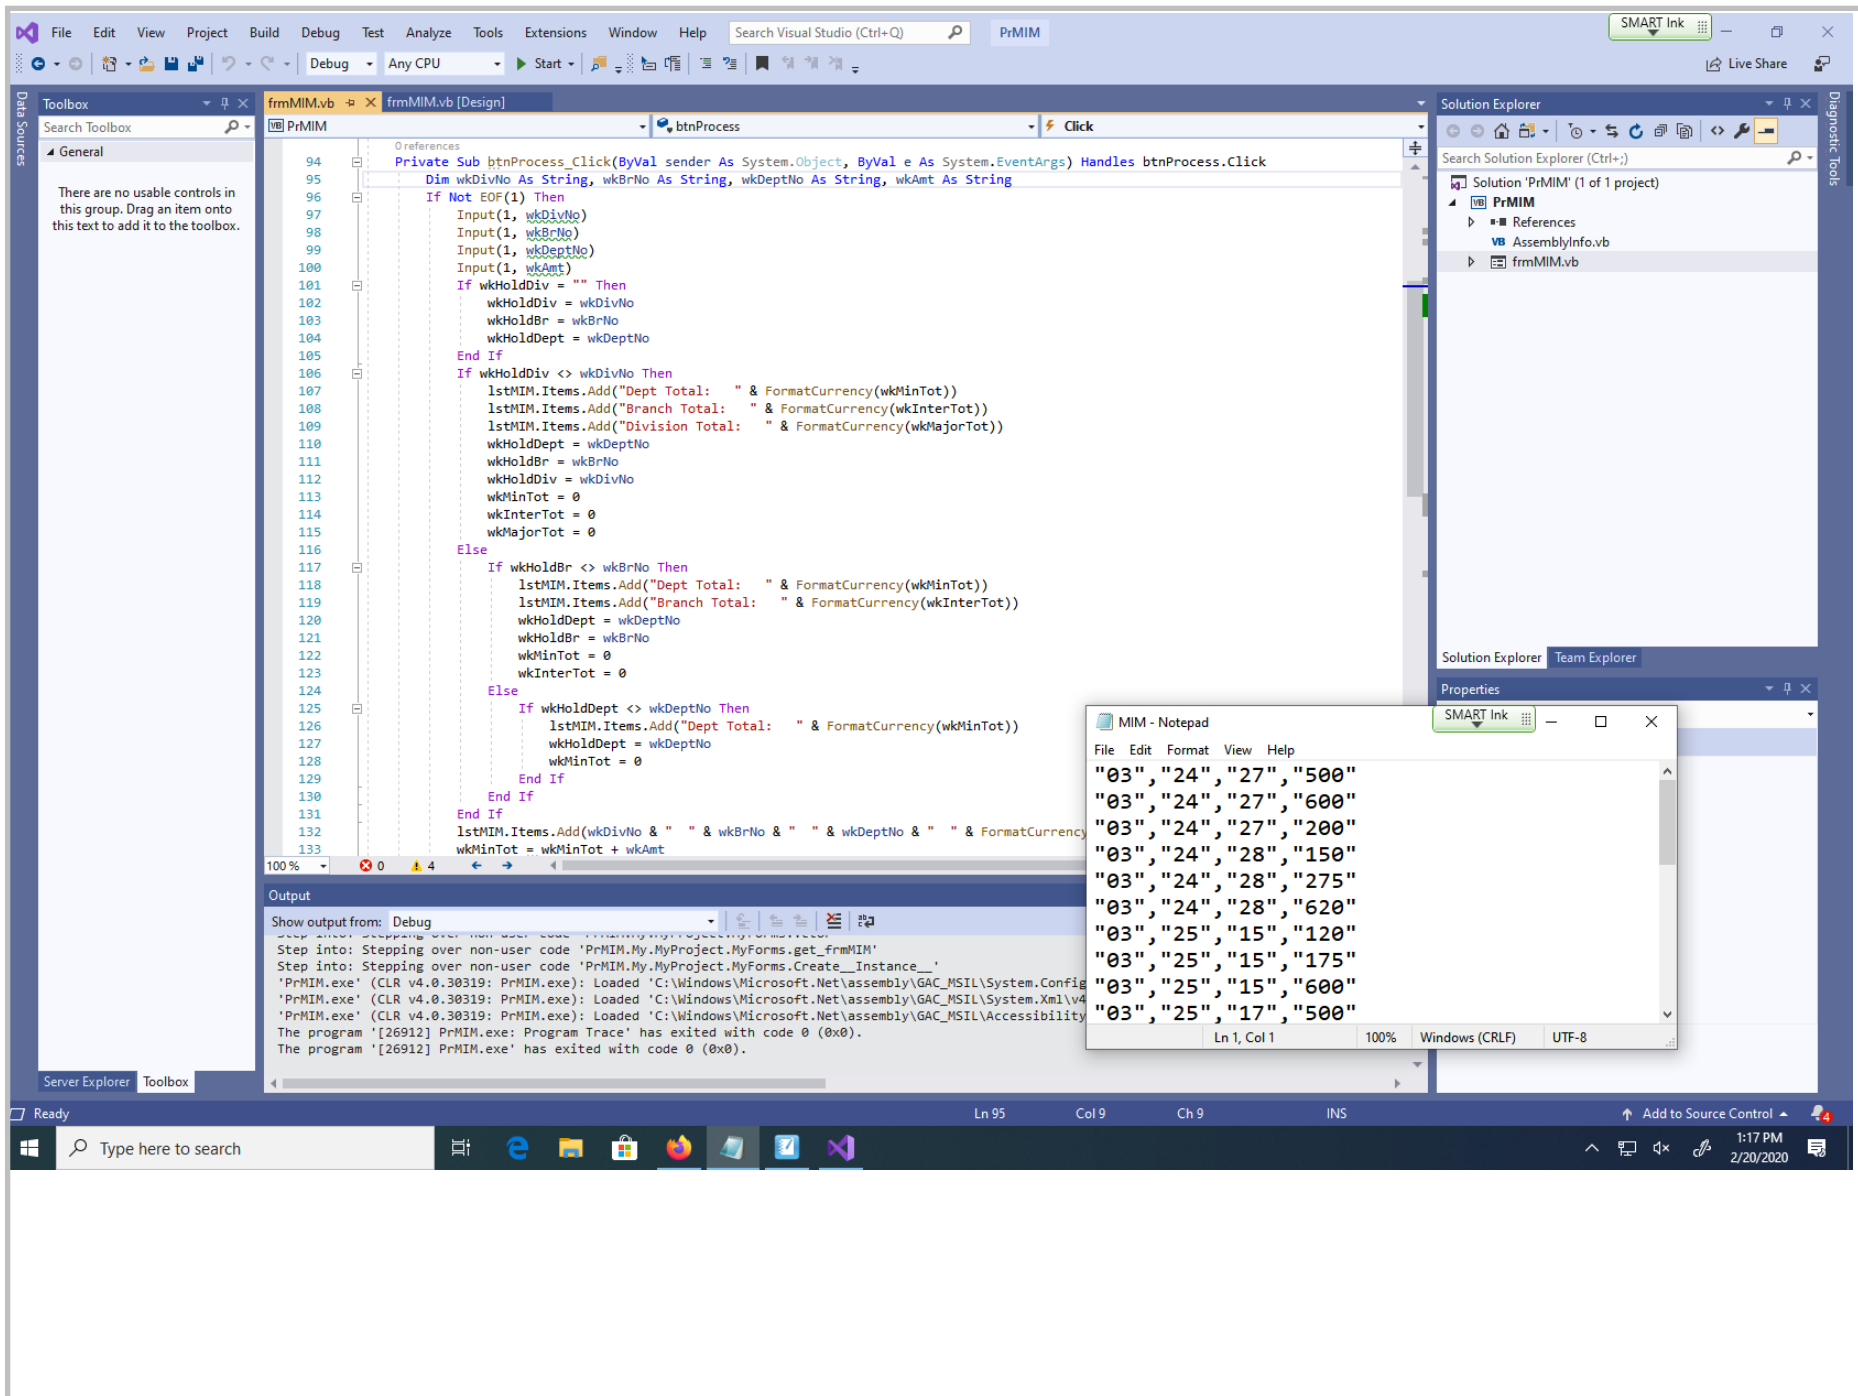 File Edit View Project Build Debug Test Analyze Tools Extensions Window Help Search Visual Studio (Ctrl+Q) PrMIM
SMART Ink
Debug Any CPU Start Live Share
Data Sources
Toolbox
Search Toolbox
General
There are no usable controls in
this group. Drag an item onto
this text to add it to the toolbox.
Server Explorer Toolbox
frmMIM.vb frmMIM.vb [Design]
VB PrMIM btnProcess Click
0 references
94 Private Sub btnProcess_Click(ByVal sender As System.Object, ByVal e As System.EventArgs) Handles btnProcess.Click
95 Dim wkDivNo As String, wkBrNo As String, wkDeptNo As String, wkAmt As String
96 If Not EOF(1) Then
97 Input(1, wkDivNo)
98 Input(1, wkBrNo)
99 Input(1, wkDeptNo)
100 Input(1, wkAmt)
101 If wkHoldDiv = "" Then
102 wkHoldDiv = wkDivNo
103 wkHoldBr = wkBrNo
104 wkHoldDept = wkDeptNo
105 End If
106 If wkHoldDiv <> wkDivNo Then
107 lstMIM.Items.Add("Dept Total:   " & FormatCurrency(wkMinTot))
108 lstMIM.Items.Add("Branch Total:   " & FormatCurrency(wkInterTot))
109 lstMIM.Items.Add("Division Total:   " & FormatCurrency(wkMajorTot))
110 wkHoldDept = wkDeptNo
111 wkHoldBr = wkBrNo
112 wkHoldDiv = wkDivNo
113 wkMinTot = 0
114 wkInterTot = 0
115 wkMajorTot = 0
116 Else
117 If wkHoldBr <> wkBrNo Then
118 lstMIM.Items.Add("Dept Total:   " & FormatCurrency(wkMinTot))
119 lstMIM.Items.Add("Branch Total:   " & FormatCurrency(wkInterTot))
120 wkHoldDept = wkDeptNo
121 wkHoldBr = wkBrNo
122 wkMinTot = 0
123 wkInterTot = 0
124 Else
125 If wkHoldDept <> wkDeptNo Then
126 lstMIM.Items.Add("Dept Total:   " & FormatCurrency(wkMinTot))
127 wkHoldDept = wkDeptNo
128 wkMinTot = 0
129 End If
130 End If
131 End If
132 lstMIM.Items.Add(wkDivNo & "  " & wkBrNo & "  " & wkDeptNo & "  " & FormatCurrency
133 wkMinTot = wkMinTot + wkAmt
100 % 0 4
Output
Show output from: Debug
Step into: Stepping over non-user code 'PrMIM.My.MyProject.MyForms.get_frmMIM'
Step into: Stepping over non-user code 'PrMIM.My.MyProject.MyForms.Create__Instance__'
'PrMIM.exe' (CLR v4.0.30319: PrMIM.exe): Loaded 'C:\Windows\Microsoft.Net\assembly\GAC_MSIL\System.Config
'PrMIM.exe' (CLR v4.0.30319: PrMIM.exe): Loaded 'C:\Windows\Microsoft.Net\assembly\GAC_MSIL\System.Xml\v4
'PrMIM.exe' (CLR v4.0.30319: PrMIM.exe): Loaded 'C:\Windows\Microsoft.Net\assembly\GAC_MSIL\Accessibility
The program '[26912] PrMIM.exe: Program Trace' has exited with code 0 (0x0).
The program '[26912] PrMIM.exe' has exited with code 0 (0x0).
Solution Explorer
Search Solution Explorer (Ctrl+;)
Solution 'PrMIM' (1 of 1 project)
VB PrMIM
References
VB AssemblyInfo.vb
frmMIM.vb
Solution Explorer Team Explorer
Properties
Diagnostic Tools
MIM - Notepad
SMART Ink
File Edit Format View Help
"03","24","27","500"
"03","24","27","600"
"03","24","27","200"
"03","24","28","150"
"03","24","28","275"
"03","24","28","620"
"03","25","15","120"
"03","25","15","175"
"03","25","15","600"
"03","25","17","500"
Ln 1, Col 1 100% Windows (CRLF) UTF-8
Ready Ln 95 Col 9 Ch 9 INS Add to Source Control 4
Type here to search
1:17 PM
2/20/2020